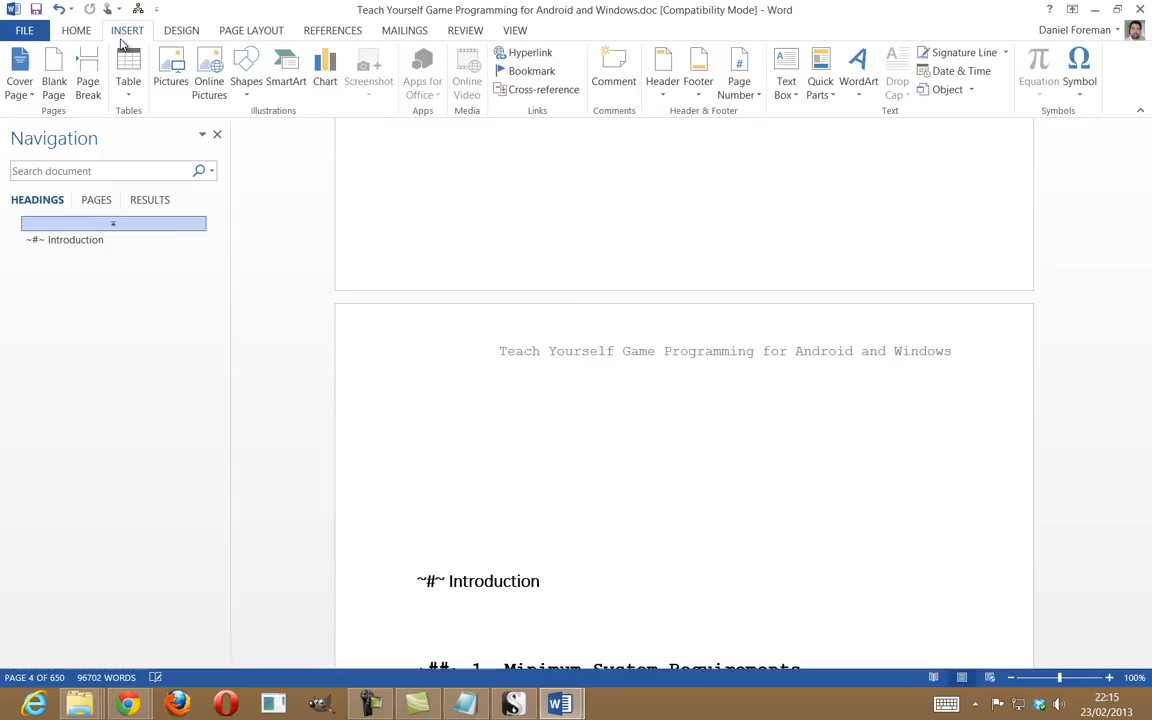 Teach Yourself Game Programming for Android and Windows.doc [Compatibility Mode] - Word
FILE HOME INSERT DESIGN PAGE LAYOUT REFERENCES MAILINGS REVIEW VIEW Daniel Foreman
Cover Page
Blank Page
Page Break
Pages
Table
Tables
Pictures
Online Pictures
Shapes
SmartArt
Chart
Screenshot
Illustrations
Apps for Office
Apps
Online Video
Media
Hyperlink
Bookmark
Cross-reference
Links
Comment
Comments
Header
Footer
Page Number
Header & Footer
Text Box
Quick Parts
WordArt
Drop Cap
Signature Line
Date & Time
Object
Text
Equation
Symbol
Symbols
Navigation
Search document
HEADINGS PAGES RESULTS
~#~ Introduction
Teach Yourself Game Programming for Android and Windows
~#~ Introduction
~##~ 1. Minimum System Requirements
PAGE 4 OF 650 96702 WORDS 100%
22:15
23/02/2013